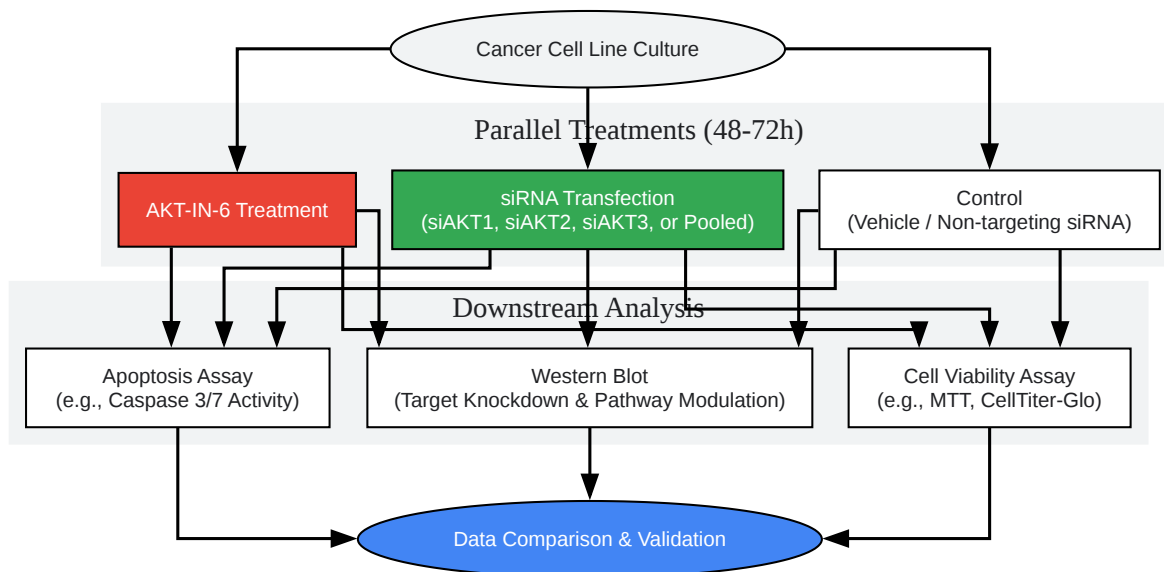 Cancer Cell Line Culture
Parallel Treatments (48-72h)
AKT-IN-6 Treatment
siRNA Transfection
(siAKT1, siAKT2, siAKT3, or Pooled)
Control
(Vehicle / Non-targeting siRNA)
Downstream Analysis
Apoptosis Assay
(e.g., Caspase 3/7 Activity)
Western Blot
(Target Knockdown & Pathway Modulation)
Cell Viability Assay
(e.g., MTT, CellTiter-Glo)
Data Comparison & Validation